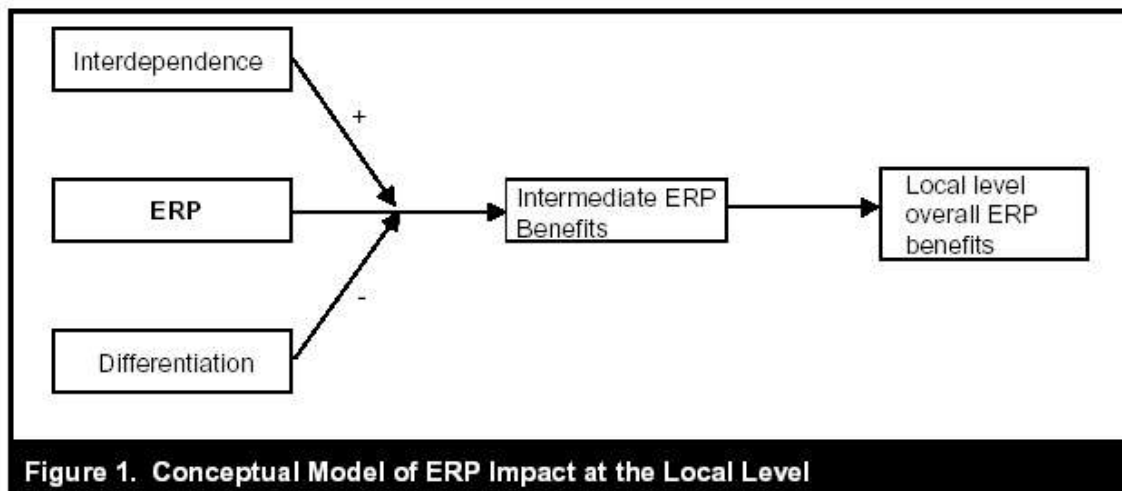 Interdependence
+
ERP
Intermediate ERP
Benefits
Local level
overall ERP
benefits
-
Differentiation
Figure 1. Conceptual Model of ERP Impact at the Local Level